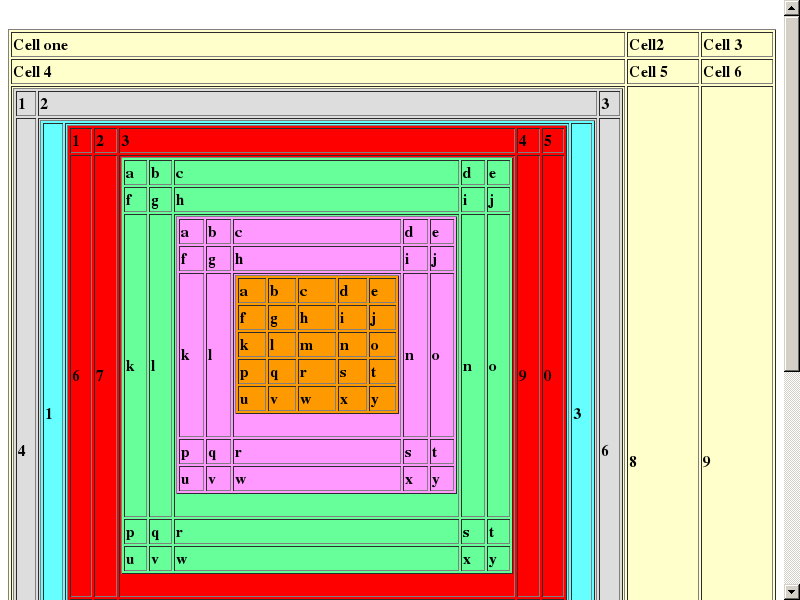 Cell one Cell2 Cell 3
Cell 4 Cell 5 Cell 6
1 2 3
1 2 3 4 5
a b c d e
f g h i j
a b c d e
f g h i j
a b c d e
f g h i j
k l m n o
k l n o
k l n o
p q r s t
6 7 9 0
u v w x y
1 3
p q r s t
4 6
8 9
u v w x y
p q r s t
u v w x y